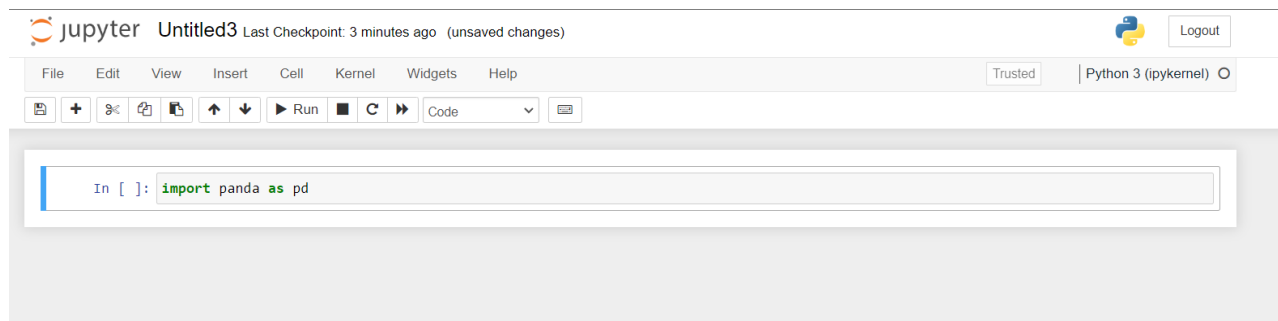 jupyter Untitled3 Last Checkpoint: 3 minutes ago (unsaved changes) Logout
File Edit View Insert Cell Kernel Widgets Help Trusted Python 3 (ipykernel)
Run Code
In [ ]: import panda as pd